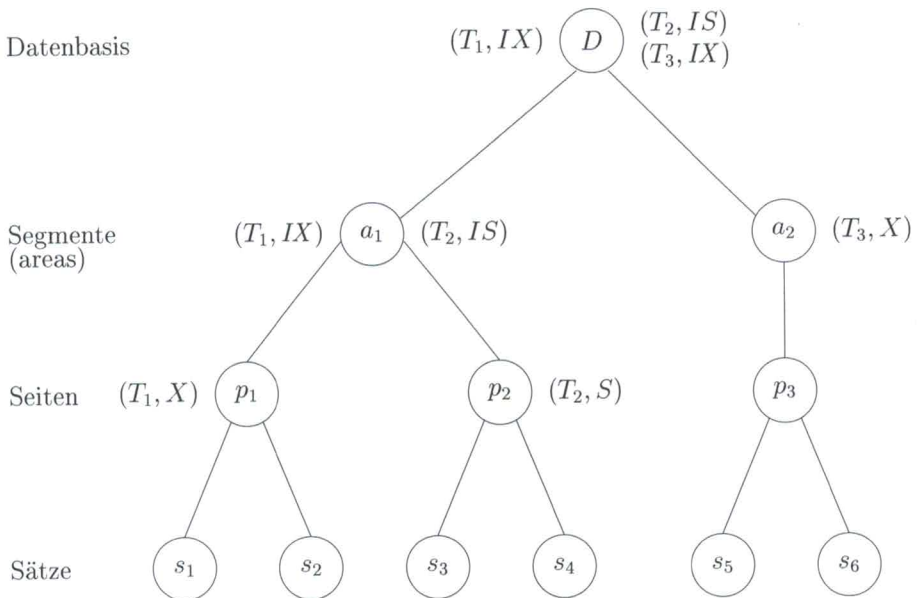 Datenbasis
(T₁, IX)
D
(T₂, IS)
(T₃, IX)
Segmente
(areas)
(T₁, IX)
a₁
(T₂, IS)
a₂
(T₃, X)
Seiten
(T₁, X)
p₁
p₂
(T₂, S)
p₃
Sätze
s₁
s₂
s₃
s₄
s₅
s₆